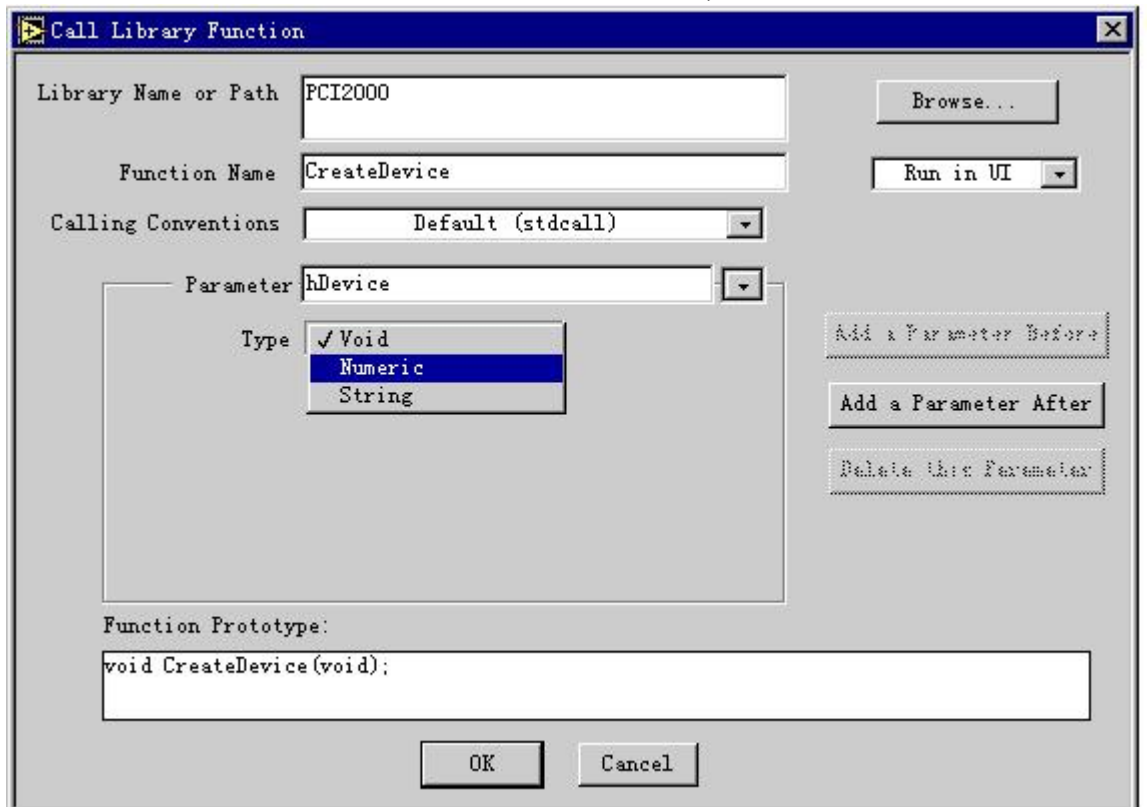 Call Library Function
Library Name or Path PCI2000 Browse...
Function Name CreateDevice Run in UI
Calling Conventions Default (stdcall)
Parameter hDevice
Type ✓ Void
Numeric
String
Add a Parameter Before
Add a Parameter After
Delete this Parameter
Function Prototype:
void CreateDevice(void);
OK Cancel